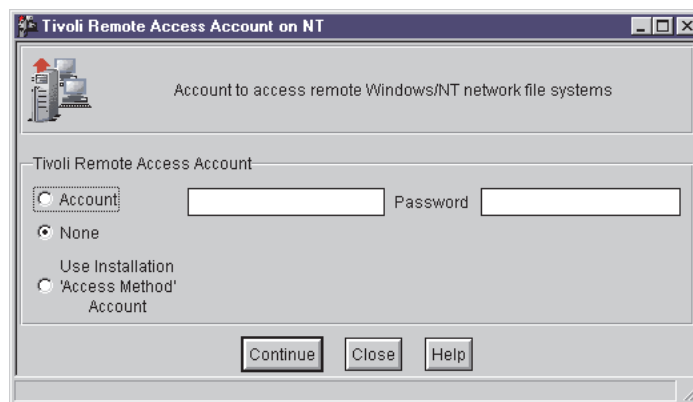 Tivoli Remote Access Account on NT
Account to access remote Windows/NT network file systems
Tivoli Remote Access Account
Account
Password
None
Use Installation
'Access Method'
Account
Continue
Close
Help